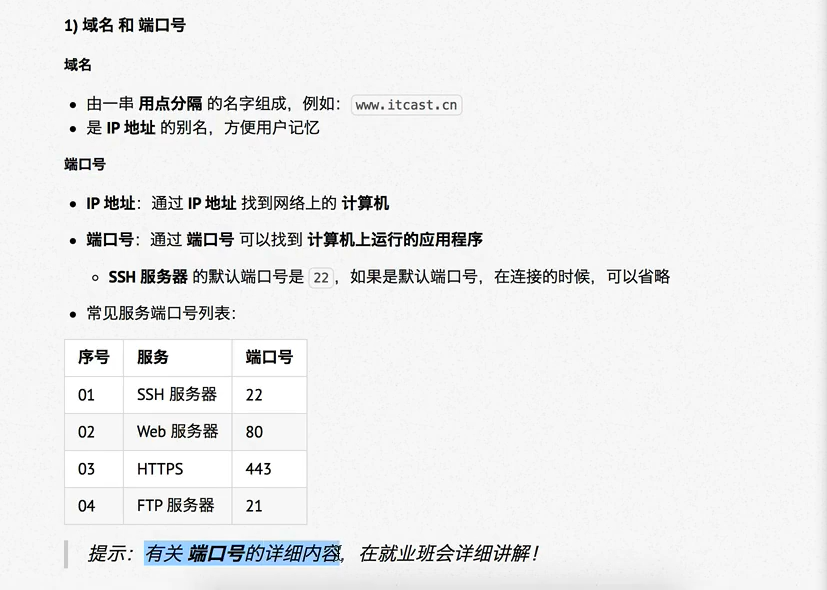 1) 域名 和 端口号
域名
由一串 用点分隔 的名字组成，例如： www.itcast.cn
是 IP 地址 的别名，方便用户记忆
端口号
IP 地址：通过 IP 地址 找到网络上的 计算机
端口号：通过 端口号 可以找到 计算机上运行的应用程序
SSH 服务器 的默认端口号是 22，如果是默认端口号，在连接的时候，可以省略
常见服务端口号列表：
序号 服务 端口号
01 SSH 服务器 22
02 Web 服务器 80
03 HTTPS 443
04 FTP 服务器 21
提示：有关 端口号的详细内容，在就业班会详细讲解！